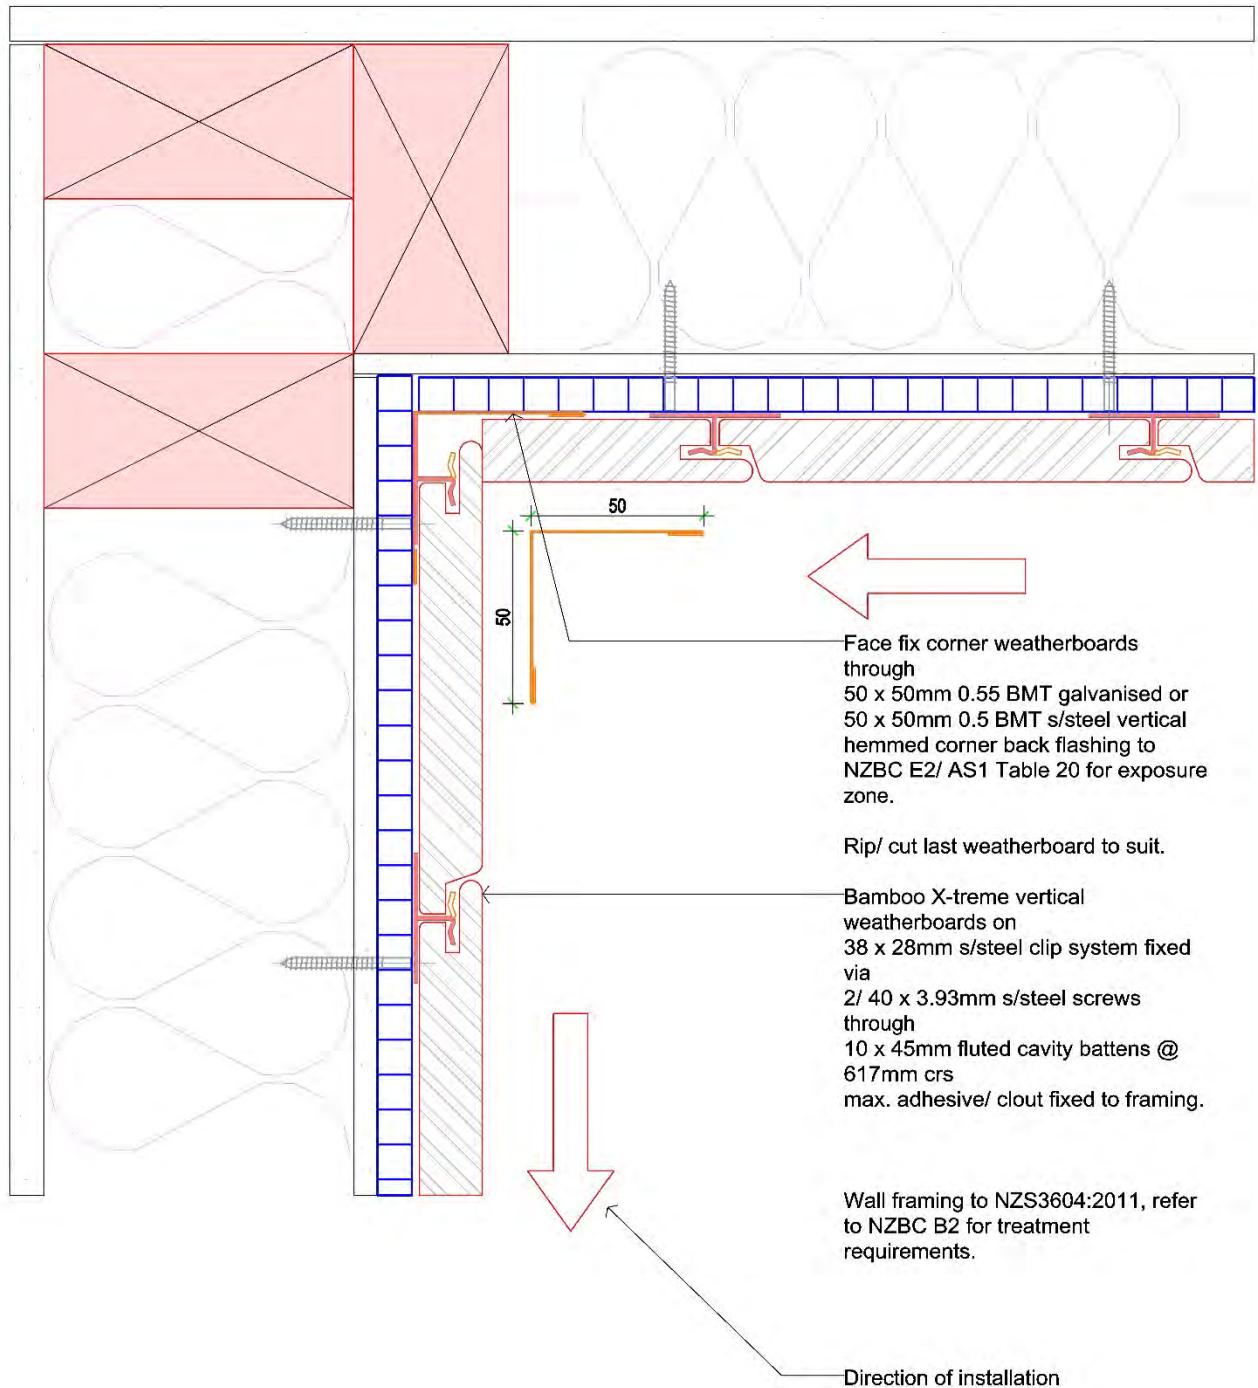 50
50
Face fix corner weatherboards
through
50 x 50mm 0.55 BMT galvanised or
50 x 50mm 0.5 BMT s/steel vertical
hemmed corner back flashing to
NZBC E2/ AS1 Table 20 for exposure
zone.
Rip/ cut last weatherboard to suit.
Bamboo X-treme vertical
weatherboards on
38 x 28mm s/steel clip system fixed
via
2/ 40 x 3.93mm s/steel screws
through
10 x 45mm fluted cavity battens @
617mm crs
max. adhesive/ clout fixed to framing.
Wall framing to NZS3604:2011, refer
to NZBC B2 for treatment
requirements.
Direction of installation